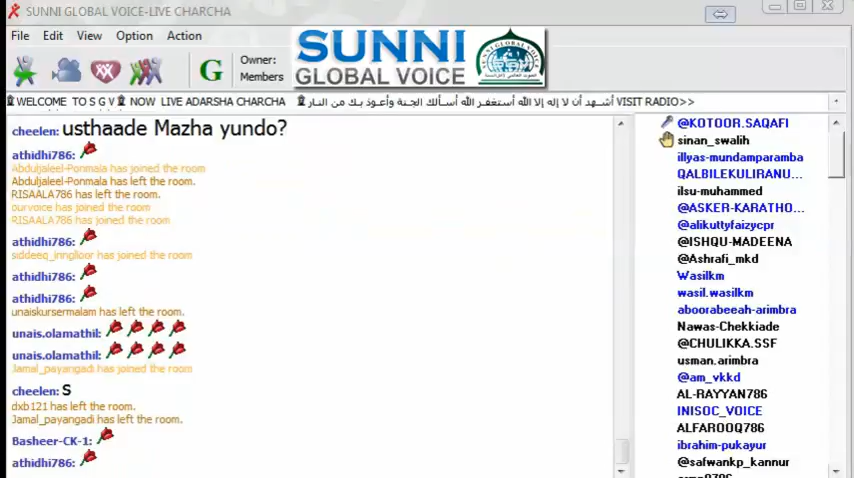 SUNNI GLOBAL VOICE-LIVE CHARCHA
File Edit View Option Action
SUNNI
GLOBAL VOICE
G
Owner:
Members
WELCOME TO S G V NOW LIVE ADARSHA CHARCHA أشهد أن لا إله إلا الله أستغفر الله أسألك الجنة وأعوذ بك من النار VISIT RADIO>>
cheelen: usthaade Mazha yundo?
athidhi786:
Abduljaleel-Ponmala has joined the room
Abduljaleel-Ponmala has left the room.
RISAALA786 has left the room.
ourvoice has joined the room
RISAALA786 has joined the room
athidhi786:
siddeeq_inngloor has joined the room
athidhi786:
athidhi786:
unaiskursermalam has left the room.
unais.olamathil:
unais.olamathil:
Jamal_payangadi has joined the room
cheelen: S
dxb121 has left the room.
Jamal_payangadi has left the room.
Basheer-CK-1:
athidhi786:
@KOTOOR.SAQAFI
sinan_swalih
illyas-mundamparamba
QALBILEKULIRANU...
ilsu-muhammed
@ASKER-KARATHO...
@alikuttyfaizycpr
@ISHQU-MADEENA
@Ashrafi_mkd
Wasilkm
wasil.wasilkm
aboorabeeah-arimbra
Nawas-Chekkiade
@CHULIKKA.SSF
usman.arimbra
@am_vkkd
AL-RAYYAN786
INISOC_VOICE
ALFAROOQ786
ibrahim-pukayur
@safwankp_kannur